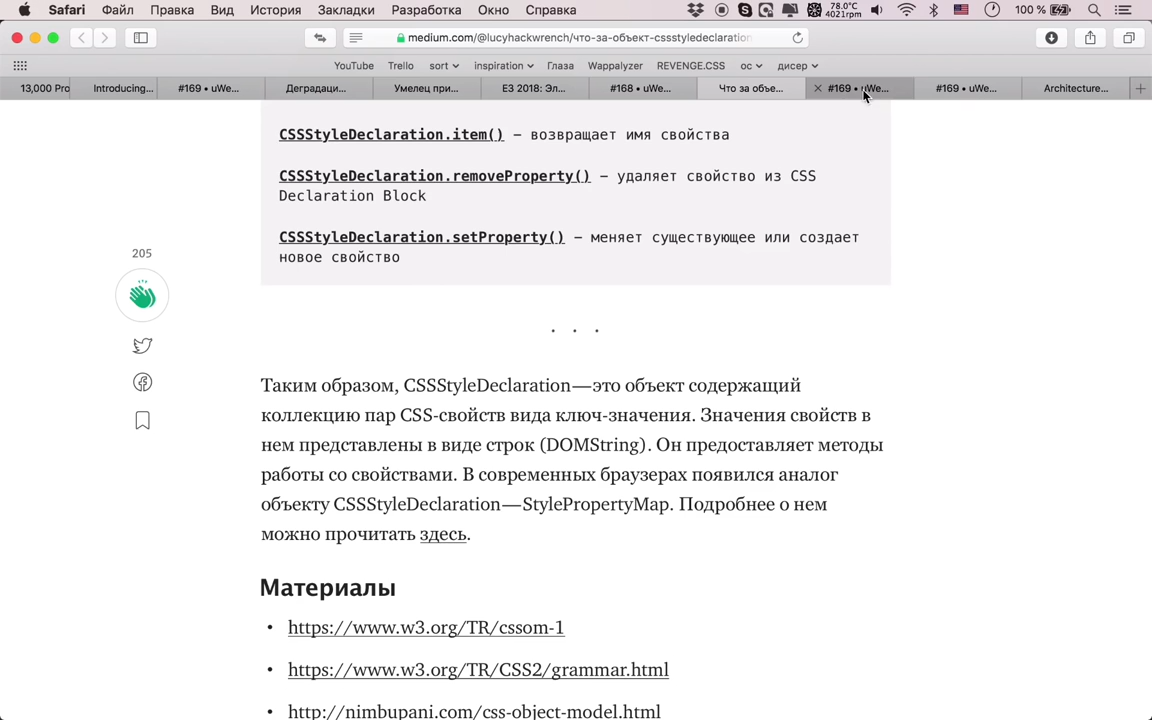 Safari Файл Правка Вид История Закладки Разработка Окно Справка 78.0°C 4021rpm 100 %
medium.com/@lucyhackwrench/что-за-объект-cssstyledeclaration
YouTube Trello sort inspiration Глаза Wappalyzer REVENGE.CSS ос дисер
13,000 Pro Introducing... #169 • uWe... Деградаци... Умелец при... E3 2018: Эл... #168 • uWe... Что за объе... #169 • uWe... #169 • uWe... Architecture...
CSSStyleDeclaration.item() – возвращает имя свойства
CSSStyleDeclaration.removeProperty() – удаляет свойство из CSS
Declaration Block
CSSStyleDeclaration.setProperty() – меняет существующее или создает
новое свойство
205
. . .
Таким образом, CSSStyleDeclaration—это объект содержащий
коллекцию пар CSS-свойств вида ключ-значения. Значения свойств в
нем представлены в виде строк (DOMString). Он предоставляет методы
работы со свойствами. В современных браузерах появился аналог
объекту CSSStyleDeclaration—StylePropertyMap. Подробнее о нем
можно прочитать здесь.
Материалы
• https://www.w3.org/TR/cssom-1
• https://www.w3.org/TR/CSS2/grammar.html
• http://nimbupani.com/css-object-model.html